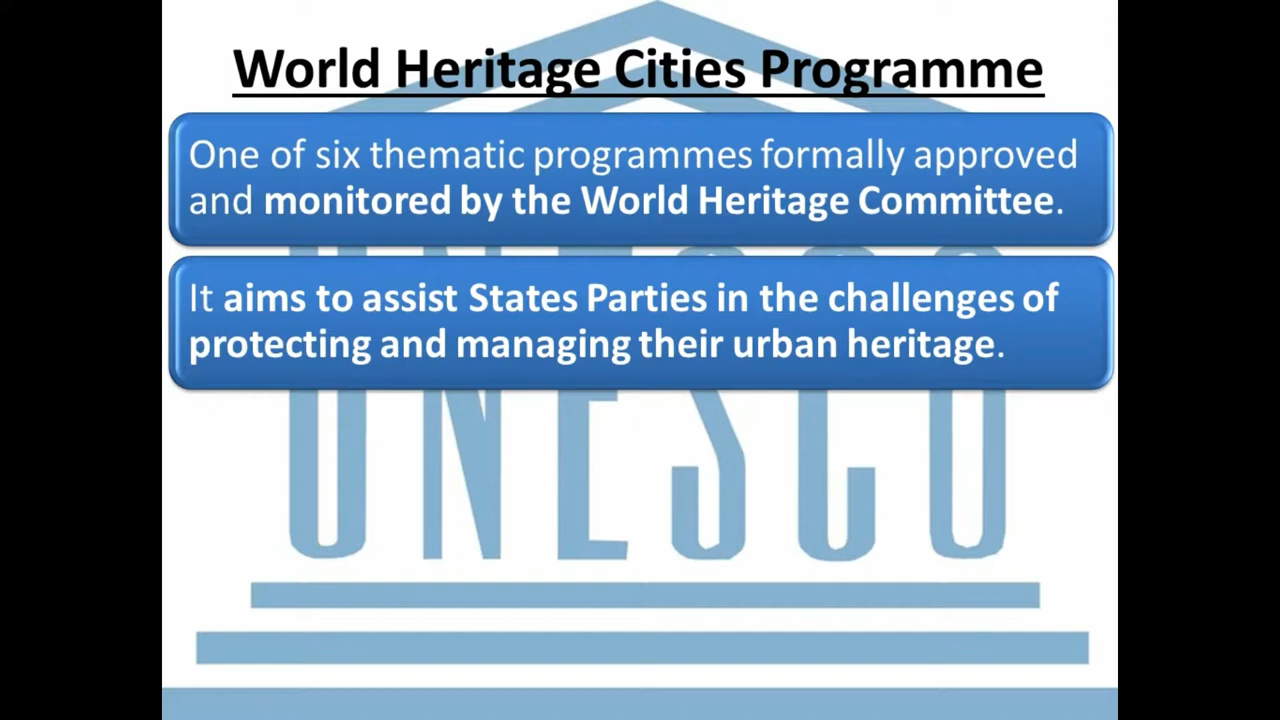 World Heritage Cities Programme
One of six thematic programmes formally approved
and monitored by the World Heritage Committee.
It aims to assist States Parties in the challenges of
protecting and managing their urban heritage.
UNESCO